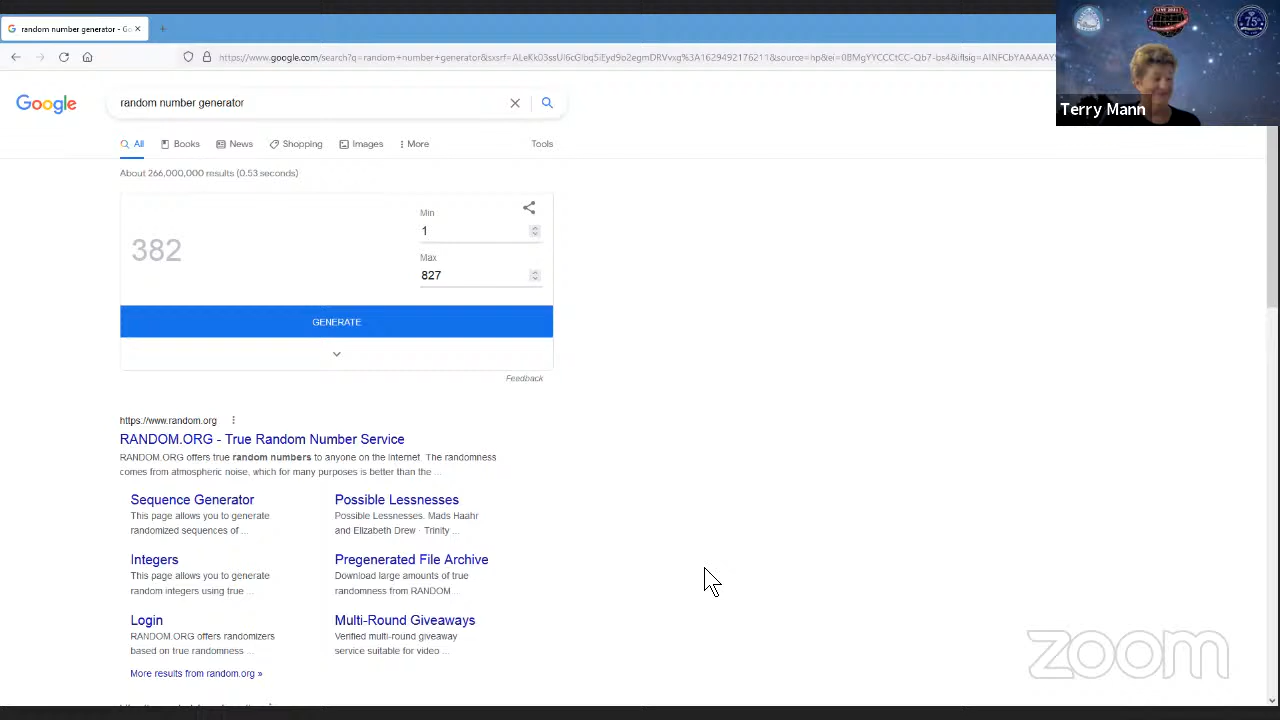 random number generator - Go
https://www.google.com/search?q=random+number+generator
Terry Mann
75
Google
random number generator
All
Books
News
Shopping
Images
More
Tools
About 266,000,000 results (0.53 seconds)
382
Min
1
Max
827
GENERATE
Feedback
https://www.random.org
RANDOM.ORG - True Random Number Service
RANDOM.ORG offers true random numbers to anyone on the Internet. The randomness
comes from atmospheric noise, which for many purposes is better than the ...
Sequence Generator
This page allows you to generate
randomized sequences of ...
Possible Lessnesses
Possible Lessnesses. Mads Haahr
and Elizabeth Drew · Trinity ...
Integers
This page allows you to generate
random integers using true ...
Pregenerated File Archive
Download large amounts of true
randomness from RANDOM ...
Login
RANDOM.ORG offers randomizers
based on true randomness ...
Multi-Round Giveaways
Verified multi-round giveaway
service suitable for video ...
More results from random.org »
zoom